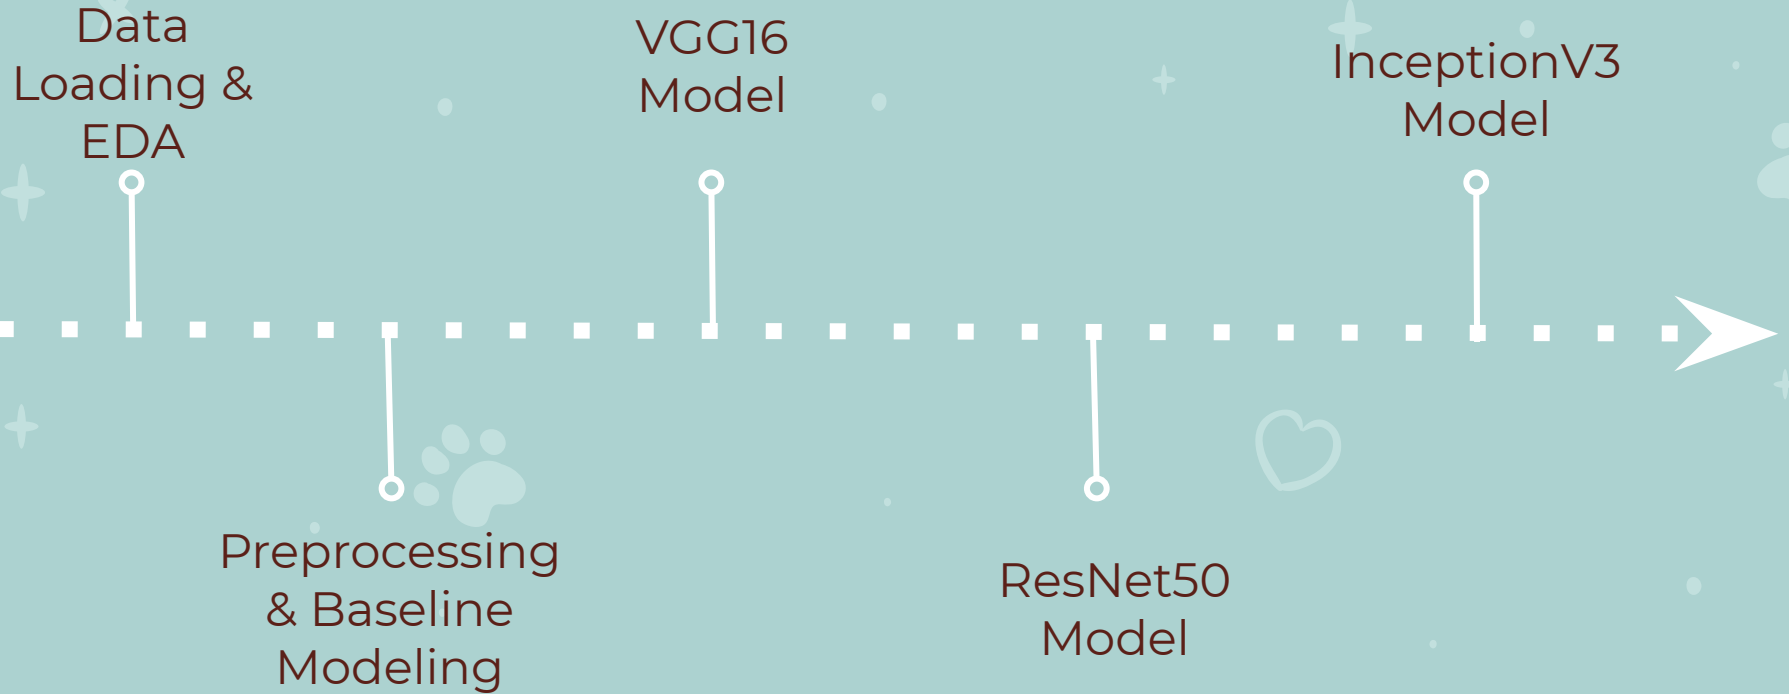 Data
Loading &
EDA
Preprocessing
& Baseline
Modeling
VGG16
Model
ResNet50
Model
InceptionV3
Model